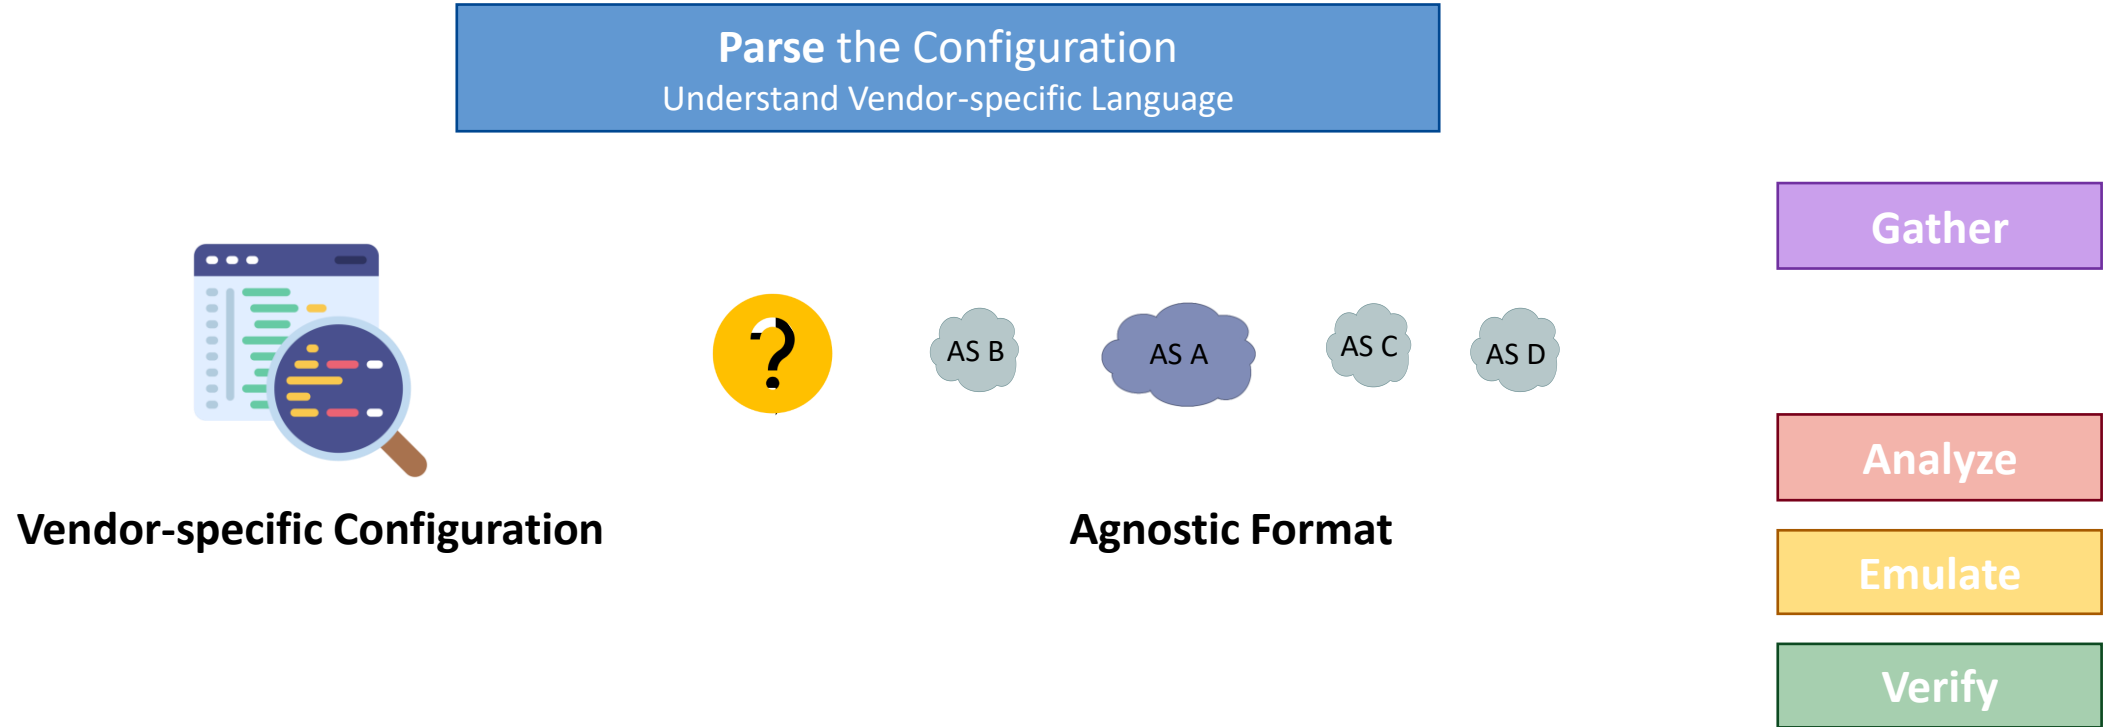 Parse the Configuration
Understand Vendor-specific Language
Gather
?
AS B
AS A
AS C
AS D
Analyze
Vendor-specific Configuration
Agnostic Format
Emulate
Verify